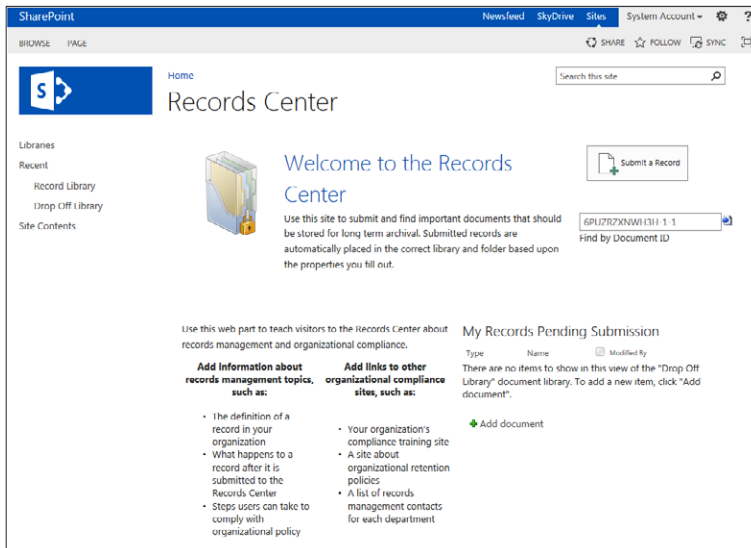 SharePoint
Newsfeed SkyDrive Sites System Account ?
BROWSE PAGE
SHARE FOLLOW SYNC
S
Home
Search this site
Records Center
Libraries
Recent
Record Library
Drop Off Library
Site Contents
Welcome to the Records
Center
Use this site to submit and find important documents that should
be stored for long term archival. Submitted records are
automatically placed in the correct library and folder based upon
the properties you fill out.
Submit a Record
6PUZRZXNWH3H-1-1
Find by Document ID
Use this web part to teach visitors to the Records Center about
records management and organizational compliance.
Add information about
records management topics,
such as:
• The definition of a
record in your
organization
• What happens to a
record after it is
submitted to the
Records Center
• Steps users can take to
comply with
organizational policy
Add links to other
organizational compliance
sites, such as:
• Your organization's
compliance training site
• A site about
organizational retention
policies
• A list of records
management contacts
for each department
My Records Pending Submission
Type Name Modified By
There are no items to show in this view of the "Drop Off
Library" document library. To add a new item, click "Add
document".
Add document